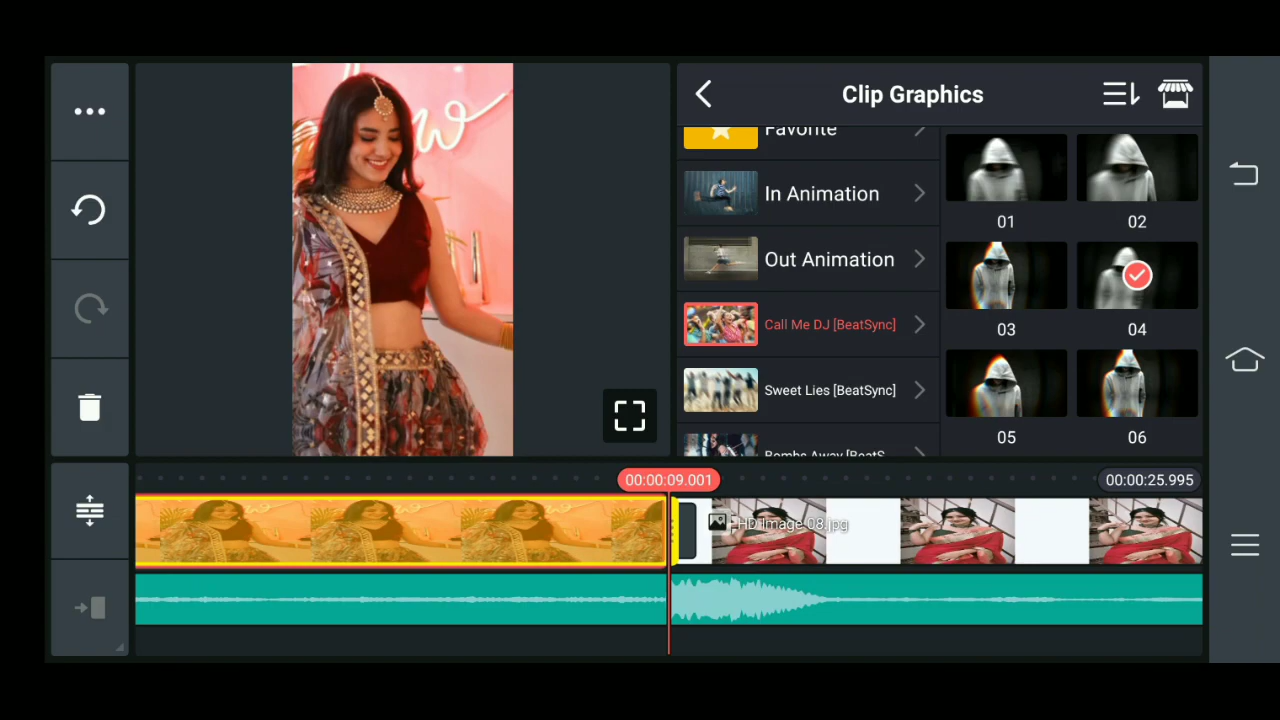 Clip Graphics
Favorite
In Animation
Out Animation
Call Me DJ [BeatSync]
Sweet Lies [BeatSync]
Bombs Away [BeatS
01
02
03
04
05
06
00:00:09.001
00:00:25.995
HD Image-08.jpg